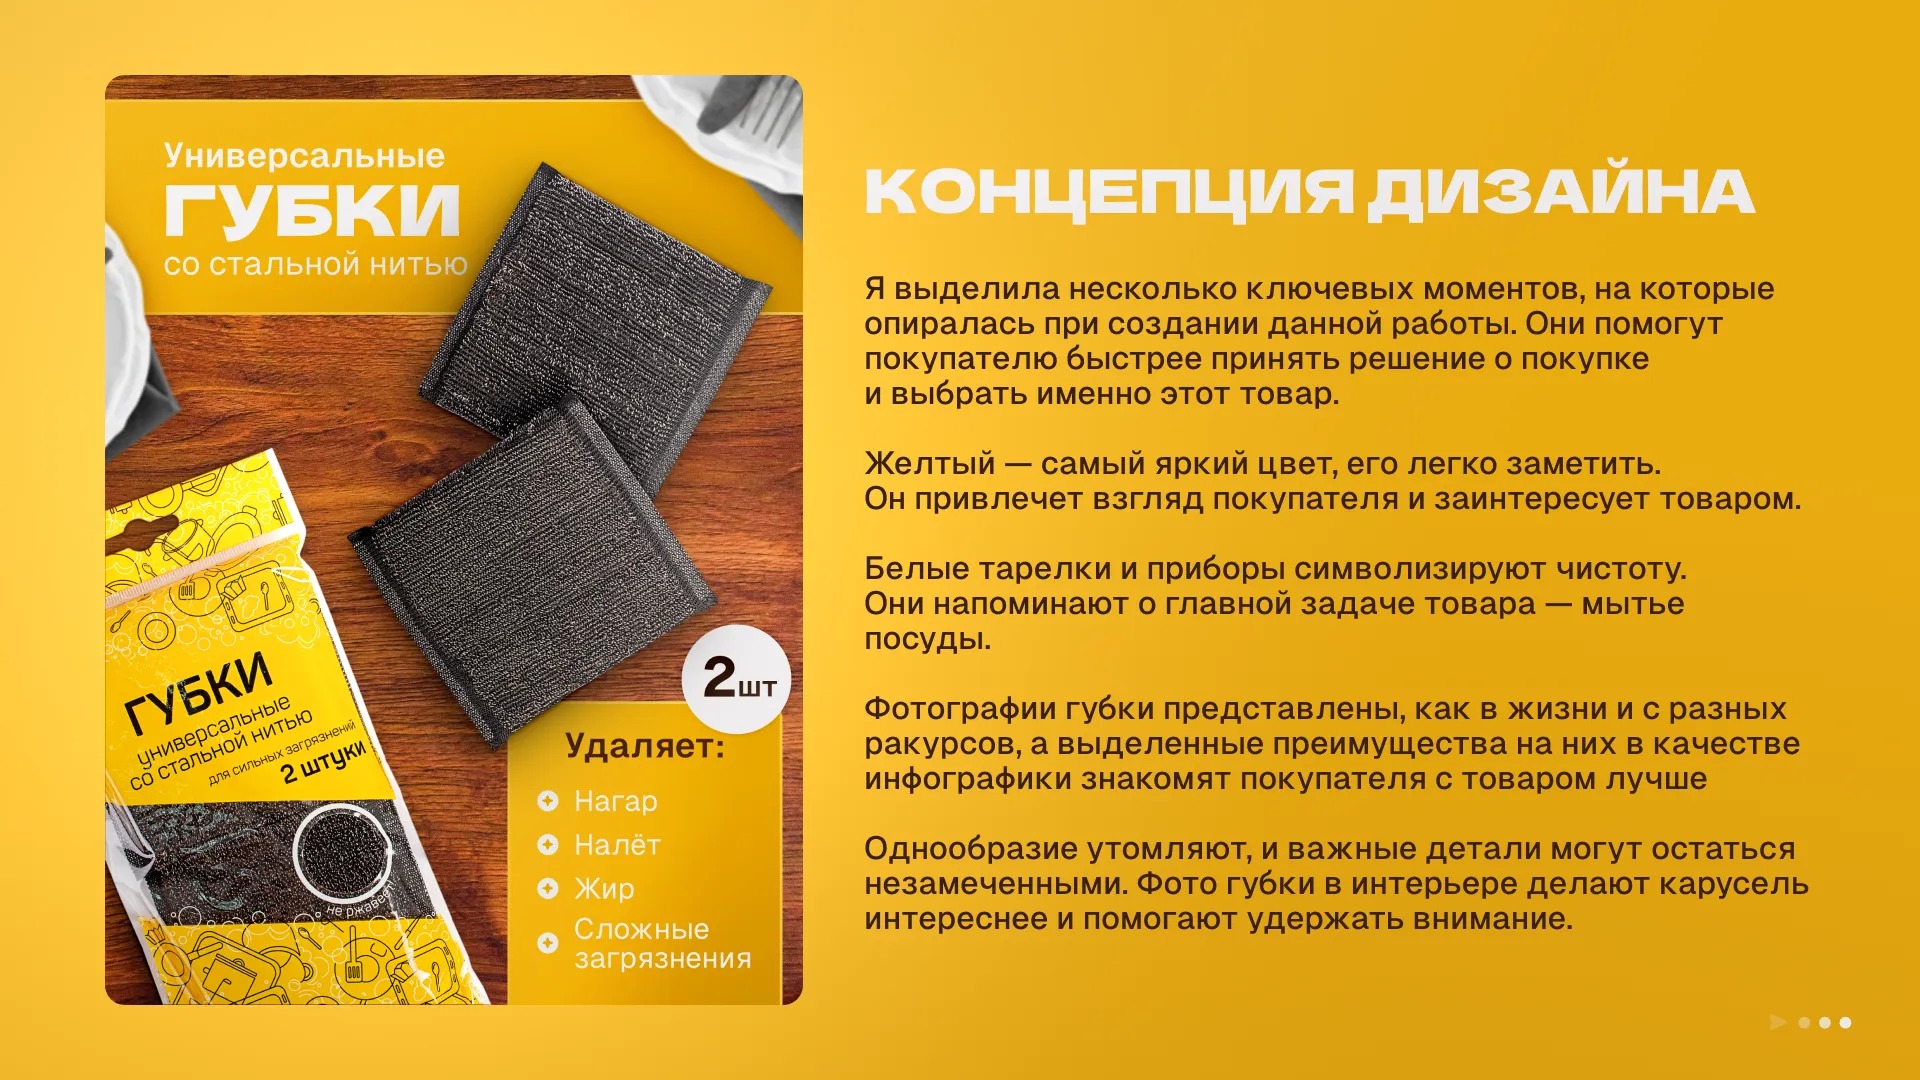 Универсальные
ГУБКИ
со стальной нитью
ГУБКИ
универсальные
со стальной нитью
для сильных загрязнений
2 штуки
не ржавеют
2шт
Удаляет:
Нагар
Налёт
Жир
Сложные
загрязнения
КОНЦЕПЦИЯ ДИЗАЙНА
Я выделила несколько ключевых моментов, на которые
опиралась при создании данной работы. Они помогут
покупателю быстрее принять решение о покупке
и выбрать именно этот товар.
Желтый — самый яркий цвет, его легко заметить.
Он привлечет взгляд покупателя и заинтересует товаром.
Белые тарелки и приборы символизируют чистоту.
Они напоминают о главной задаче товара — мытье
посуды.
Фотографии губки представлены, как в жизни и с разных
ракурсов, а выделенные преимущества на них в качестве
инфографики знакомят покупателя с товаром лучше
Однообразие утомляют, и важные детали могут остаться
незамеченными. Фото губки в интерьере делают карусель
интереснее и помогают удержать внимание.